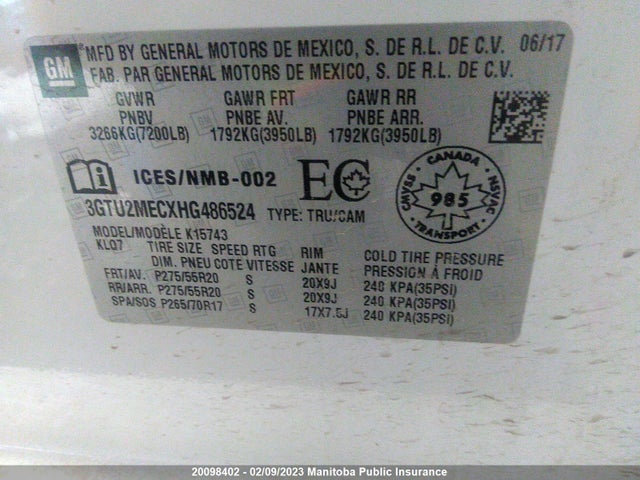 GM
MFD BY GENERAL MOTORS DE MEXICO, S. DE R.L. DE C.V. 06/17
FAB. PAR GENERAL MOTORS DE MEXICO, S. DE R.L. DE C.V.
GVWR GAWR FRT GAWR RR
PNBV PNBE AV. PNBE ARR.
3266KG(7200LB) 1792KG(3950LB) 1792KG(3950LB)
ICES/NMB-002 EC
CANADA
CMVSS 985 NSVAC
TRANSPORT
3GTU2MECXHG486524 TYPE: TRU/CAM
MODEL/MODÈLE K15743
KLQ7 TIRE SIZE SPEED RTG RIM COLD TIRE PRESSURE
DIM. PNEU COTE VITESSE JANTE PRESSION À FROID
FRT/AV. P275/55R20 S 20X9J 240 KPA(35PSI)
RR/ARR. P275/55R20 S 20X9J 240 KPA(35PSI)
SPA/SOS P265/70R17 S 17X7.5J 240 KPA(35PSI)
20098402 - 02/09/2023 Manitoba Public Insurance